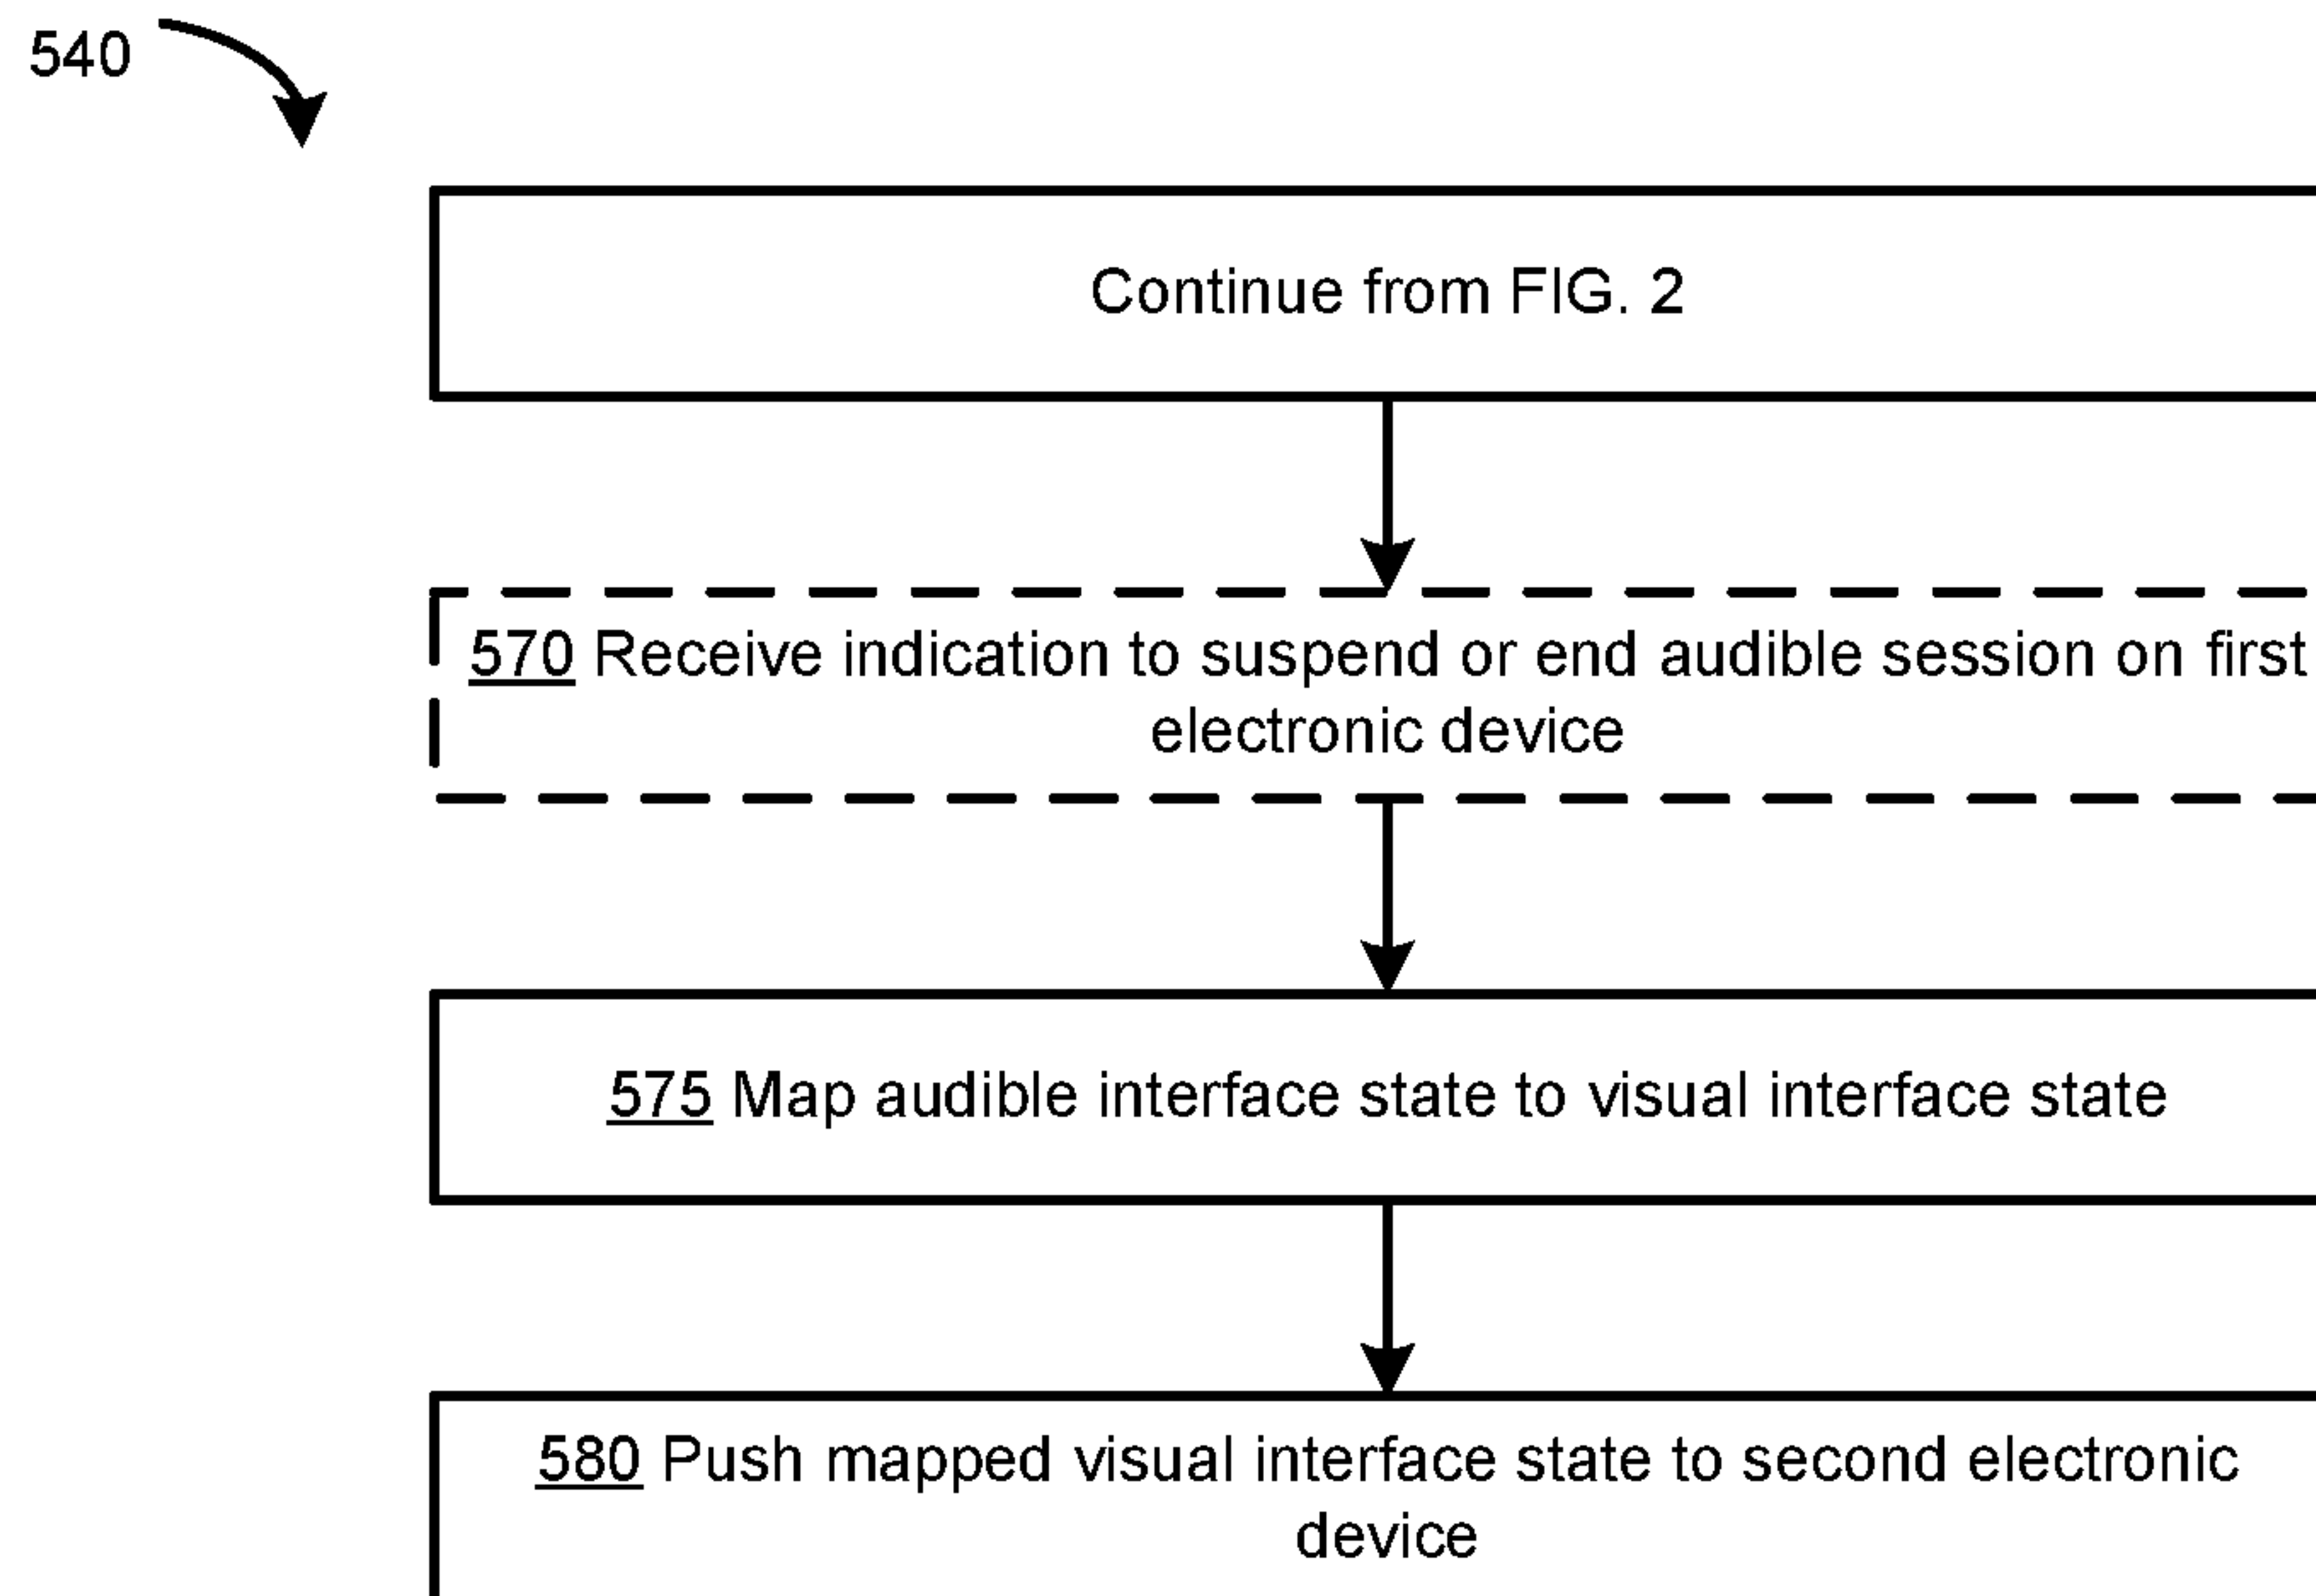 540
Continue from FIG. 2
570 Receive indication to suspend or end audible session on first
electronic device
575 Map audible interface state to visual interface state
580 Push mapped visual interface state to second electronic
device